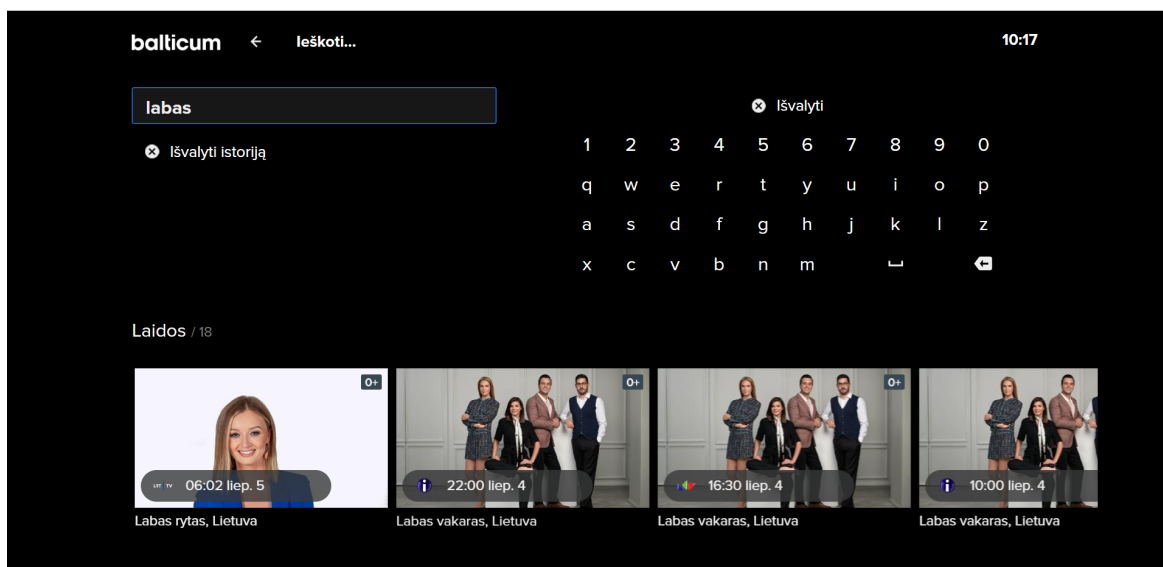 balticum ← Ieškoti... 10:17
labas
Išvalyti
Išvalyti istoriją
1 2 3 4 5 6 7 8 9 0
q w e r t y u i o p
a s d f g h j k l z
x c v b n m
Laidos / 18
0+ 0+ 0+
LRT TV 06:02 liep. 5 22:00 liep. 4 16:30 liep. 4 10:00 liep. 4
Labas rytas, Lietuva Labas vakaras, Lietuva Labas vakaras, Lietuva Labas vakaras, Lietuva